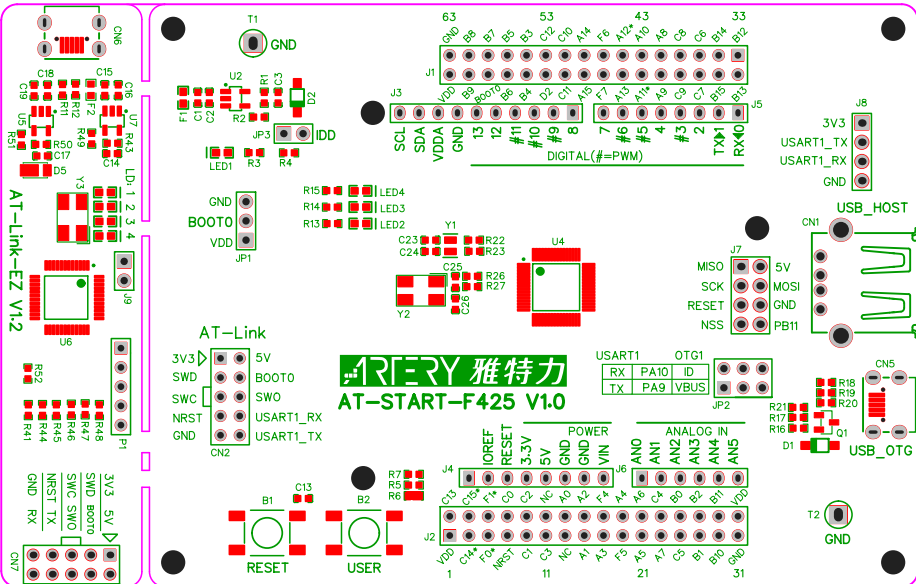 CN6
C18
C19
R11
R12
F2
C15
C16
U5
U7
R51
R50
C17
R49
R43
C14
D5
Y3
LD:
1
2
3
4
AT-Link-EZ V1.2
U6
J9
R52
R41
R44
R45
R46
R47
R48
P1
GND RX
NRST TX
SWC SWO
SWD BOOT0
3V3 5V
CN7
T1
GND
63
53
43
33
GND B8 B7 B5 B3 C12 C10 A14 F6 A12* A10 A8 C8 C6 B14 B12
J1
VDD B9 BOOT0 B6 B4 D2 C11 A15 F7 A13 A11* A9 C9 C7 B15 B13
J3
J5
SCL SDA VDDA GND 13 12 #11 #10 #9 8 7 #6 #5 4 #3 2 TX 1 RX 0
DIGITAL(#=PWM)
F1
C1
C2
U2
R1
C3
D2
R2
JP3
IDD
LED1
R3
R4
R15
LED4
R14
LED3
R13
LED2
GND
BOOT0
VDD
JP1
J8
3V3
USART1_TX
USART1_RX
GND
C23
Y1
R22
C24
R23
C25
R26
R27
C26
Y2
U4
USB_HOST
CN1
J7
MISO 5V
SCK MOSI
RESET GND
NSS PB11
AT-Link
3V3 5V
SWD BOOT0
SWC SWO
NRST USART1_RX
GND USART1_TX
CN2
ARTERY 雅特力
AT-START-F425 V1.0
USART1 OTG1
RX PA10 ID
TX PA9 VBUS
JP2
CN5
R18
R19
R20
R21
R17
R16
Q1
D1
USB_OTG
POWER
ANALOG IN
J4
IOREF RESET 3.3V 5V GND GND VIN
J6
AN0 AN1 AN2 AN3 AN4 AN5
R7
R5
R6
C13
B1
RESET
B2
USER
C13 C15* F1* C0 C2 NC A0 A2 F4 A4 A6 C4 B0 B2 B11 VDD
J2
VDD C14* F0* NRST C1 C3 NC A1 A3 F5 A5 A7 C5 B1 B10 GND
1
11
21
31
T2
GND